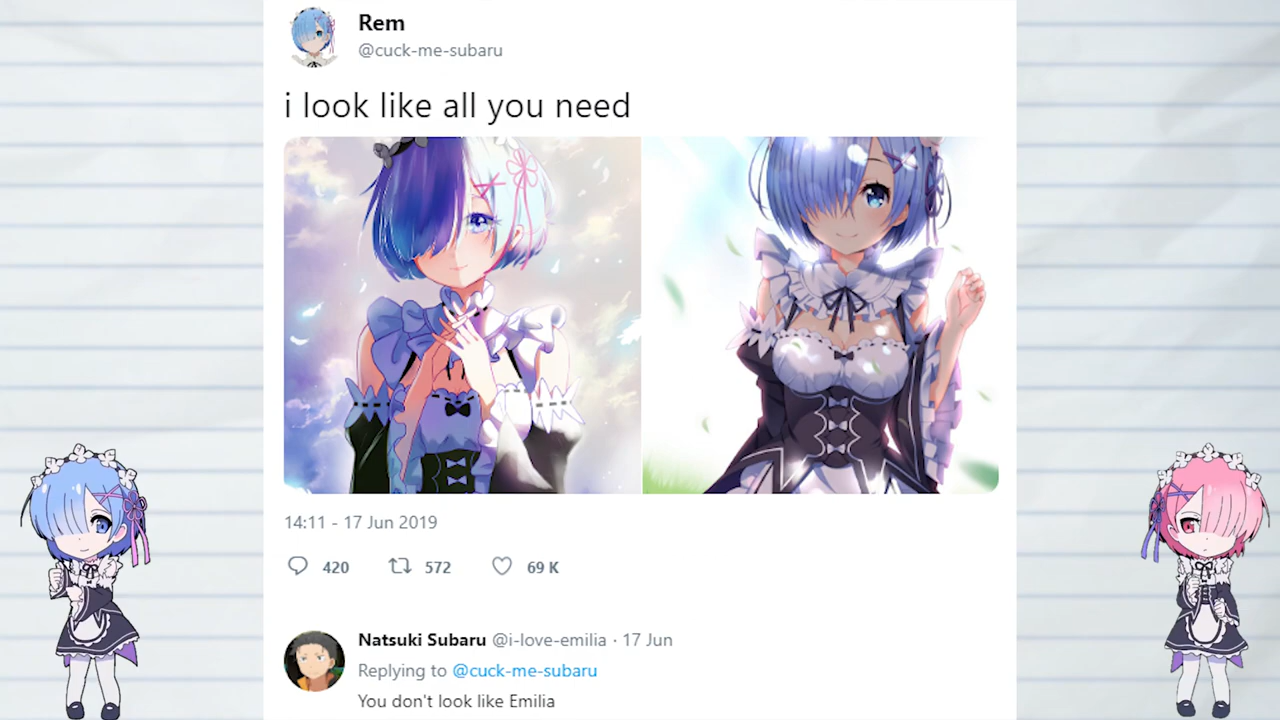 Rem
@cuck-me-subaru
i look like all you need
14:11 - 17 Jun 2019
420 572 69 K
Natsuki Subaru @i-love-emilia · 17 Jun
Replying to @cuck-me-subaru
You don't look like Emilia